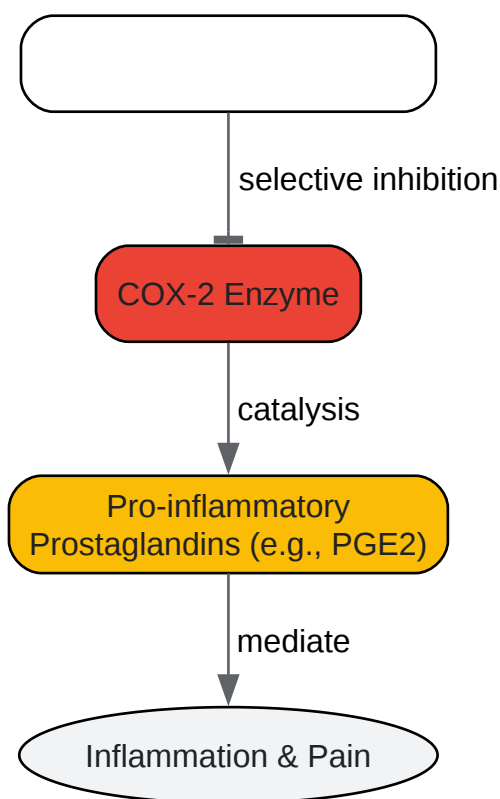 selective inhibition
COX-2 Enzyme
catalysis
Pro-inflammatory
Prostaglandins (e.g., PGE2)
mediate
Inflammation & Pain